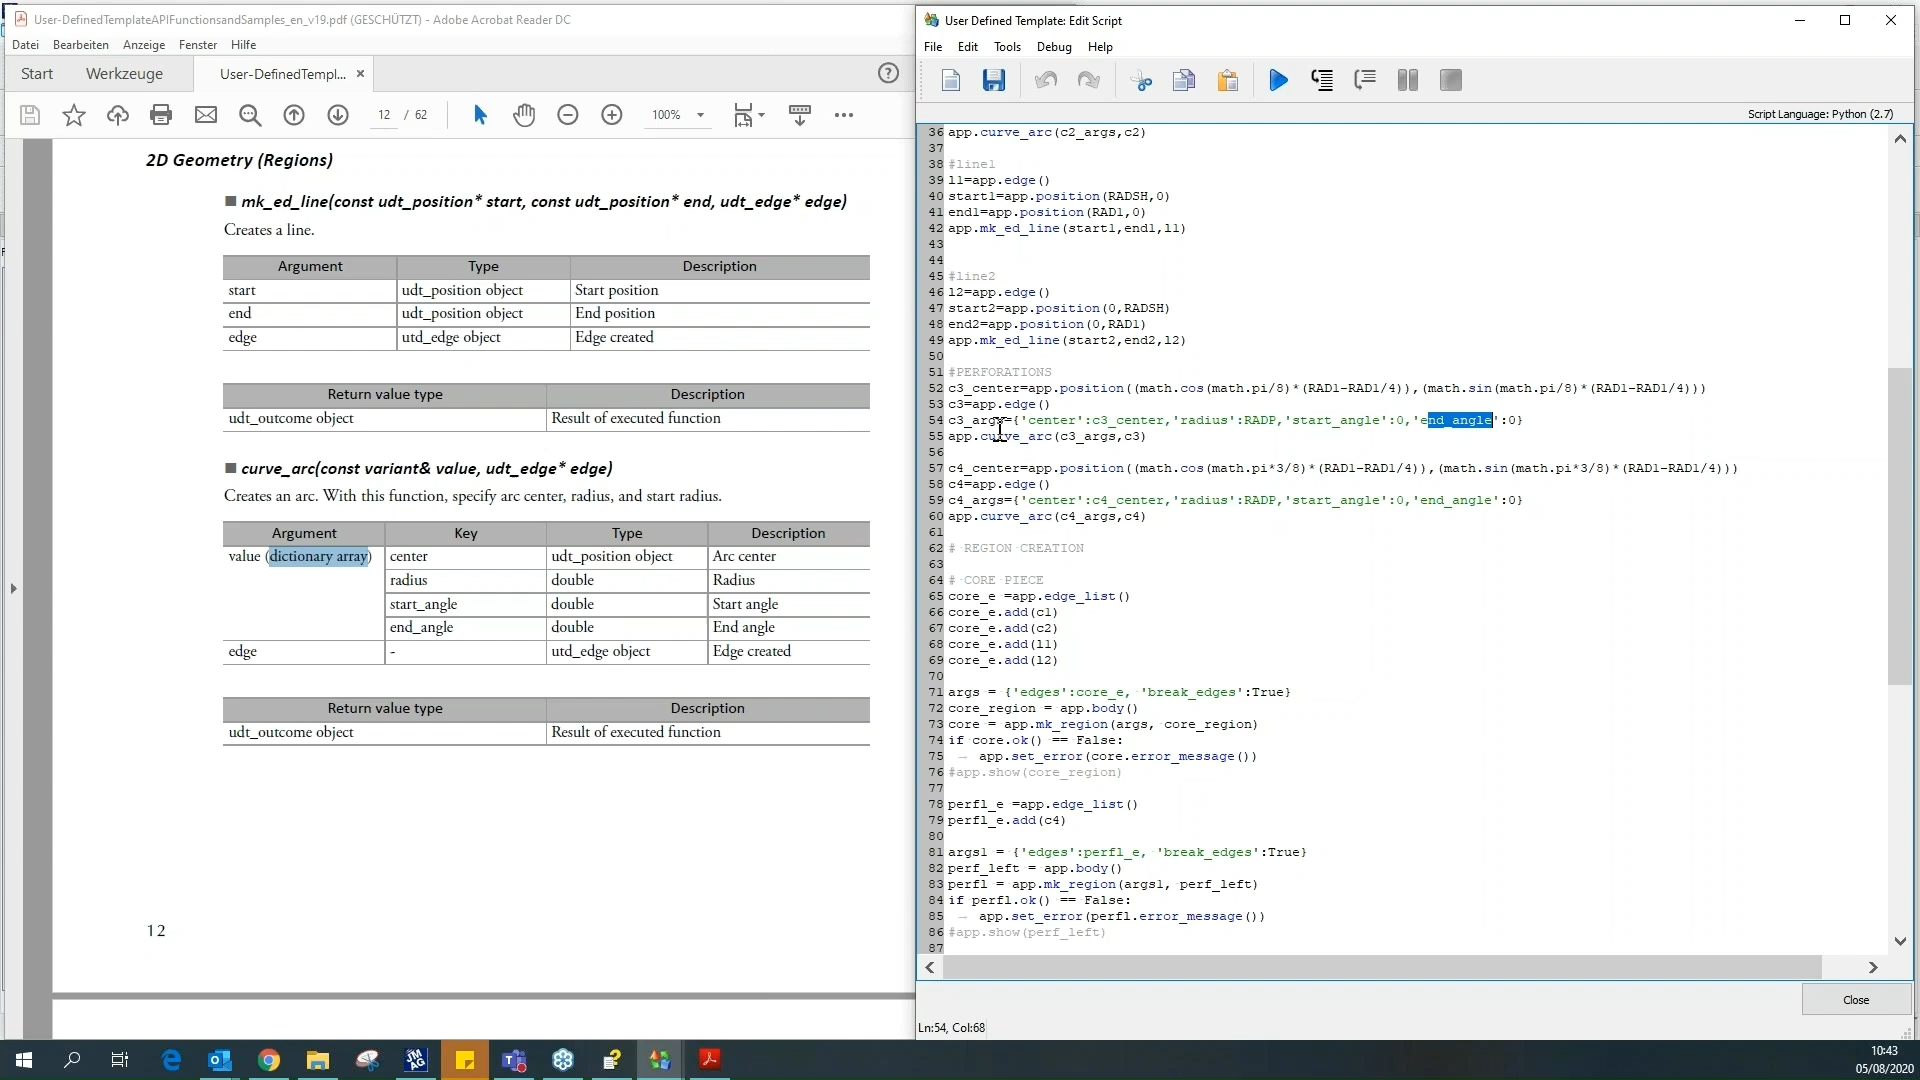 User-DefinedTemplateAPIFunctionsandSamples_en_v19.pdf (GESCHÜTZT) - Adobe Acrobat Reader DC
Datei Bearbeiten Anzeige Fenster Hilfe
Start Werkzeuge User-DefinedTempl... ×
12 / 62 100%
2D Geometry (Regions)
mk_ed_line(const udt_position* start, const udt_position* end, udt_edge* edge)
Creates a line.
Argument Type Description
start udt_position object Start position
end udt_position object End position
edge utd_edge object Edge created
Return value type Description
udt_outcome object Result of executed function
curve_arc(const variant& value, udt_edge* edge)
Creates an arc. With this function, specify arc center, radius, and start radius.
Argument Key Type Description
value (dictionary array) center udt_position object Arc center
radius double Radius
start_angle double Start angle
end_angle double End angle
edge - utd_edge object Edge created
Return value type Description
udt_outcome object Result of executed function
12
User Defined Template: Edit Script
File Edit Tools Debug Help
Script Language: Python (2.7)
36 app.curve_arc(c2_args,c2)
37
38 #line1
39 l1=app.edge()
40 start1=app.position(RADSH,0)
41 end1=app.position(RAD1,0)
42 app.mk_ed_line(start1,end1,l1)
43
44
45 #line2
46 l2=app.edge()
47 start2=app.position(0,RADSH)
48 end2=app.position(0,RAD1)
49 app.mk_ed_line(start2,end2,l2)
50
51 #PERFORATIONS
52 c3_center=app.position((math.cos(math.pi/8)*(RAD1-RAD1/4)),(math.sin(math.pi/8)*(RAD1-RAD1/4)))
53 c3=app.edge()
54 c3_args={'center':c3_center,'radius':RADP,'start_angle':0,'end_angle':0}
55 app.curve_arc(c3_args,c3)
56
57 c4_center=app.position((math.cos(math.pi*3/8)*(RAD1-RAD1/4)),(math.sin(math.pi*3/8)*(RAD1-RAD1/4)))
58 c4=app.edge()
59 c4_args={'center':c4_center,'radius':RADP,'start_angle':0,'end_angle':0}
60 app.curve_arc(c4_args,c4)
61
62 # REGION CREATION
63
64 # CORE PIECE
65 core_e =app.edge_list()
66 core_e.add(c1)
67 core_e.add(c2)
68 core_e.add(l1)
69 core_e.add(l2)
70
71 args = {'edges':core_e, 'break_edges':True}
72 core_region = app.body()
73 core = app.mk_region(args, core_region)
74 if core.ok() == False:
75 → app.set_error(core.error_message())
76 #app.show(core_region)
77
78 perfl_e =app.edge_list()
79 perfl_e.add(c4)
80
81 args1 = {'edges':perfl_e, 'break_edges':True}
82 perf_left = app.body()
83 perfl = app.mk_region(args1, perf_left)
84 if perfl.ok() == False:
85 → app.set_error(perfl.error_message())
86 #app.show(perf_left)
87
Close
Ln:54, Col:68
JMAG
10:43
05/08/2020